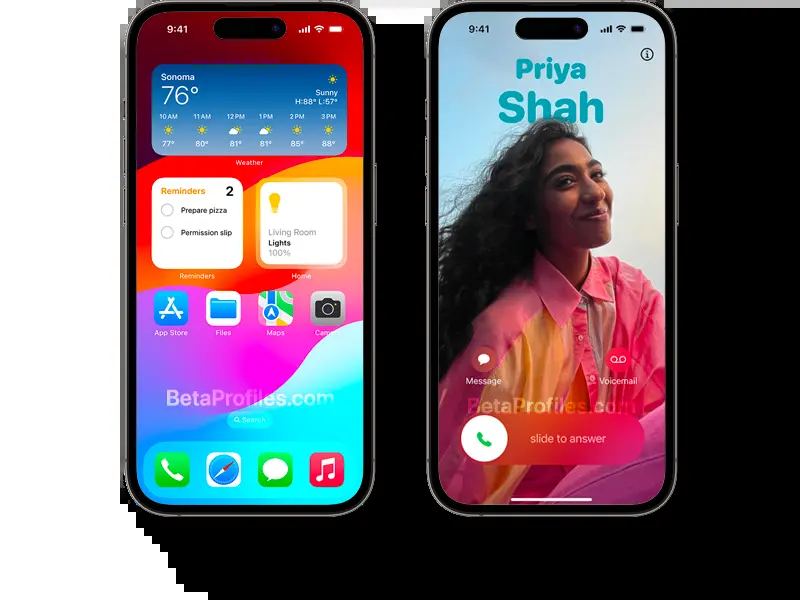 9:41
Sonoma
76°
Sunny
H:88° L:57°
10 AM 11 AM 12 PM 1 PM 2 PM 3 PM
77° 80° 81° 81° 85° 88°
Weather
Reminders 2
Prepare pizza
Permission slip
Reminders
Living Room
Lights
100%
Home
App Store Files Maps
BetaProfiles.com
Search
9:41
Priya
Shah
Message Voicemail
BetaProfiles.com
slide to answer